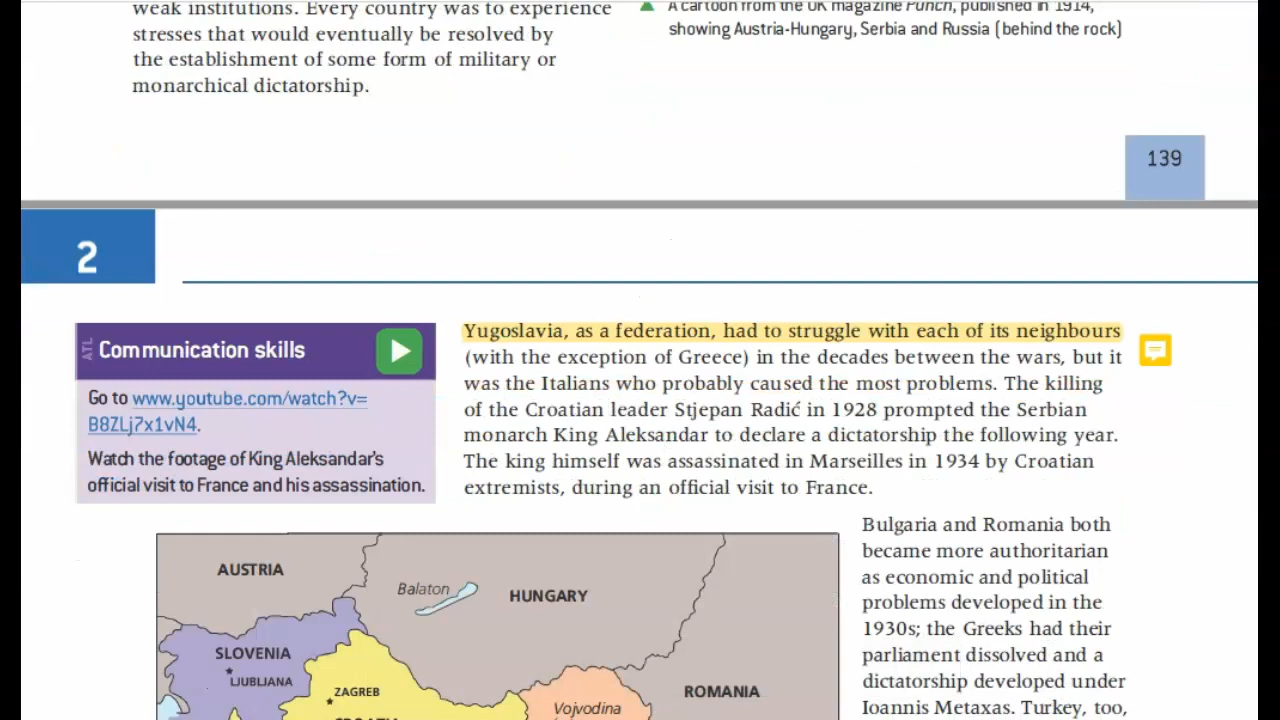 weak institutions. Every country was to experience
stresses that would eventually be resolved by
the establishment of some form of military or
monarchical dictatorship.
A cartoon from the UK magazine Punch, published in 1914,
showing Austria-Hungary, Serbia and Russia (behind the rock)
139
2
ATL
Communication skills
Go to www.youtube.com/watch?v=
B8ZLj7x1vN4.
Watch the footage of King Aleksandar's
official visit to France and his assassination.
Yugoslavia, as a federation, had to struggle with each of its neighbours
(with the exception of Greece) in the decades between the wars, but it
was the Italians who probably caused the most problems. The killing
of the Croatian leader Stjepan Radić in 1928 prompted the Serbian
monarch King Aleksandar to declare a dictatorship the following year.
The king himself was assassinated in Marseilles in 1934 by Croatian
extremists, during an official visit to France.
AUSTRIA
Balaton
HUNGARY
SLOVENIA
LJUBLJANA
ZAGREB
CROATIA
ROMANIA
Vojvodina
Bulgaria and Romania both
became more authoritarian
as economic and political
problems developed in the
1930s; the Greeks had their
parliament dissolved and a
dictatorship developed under
Ioannis Metaxas. Turkey, too,